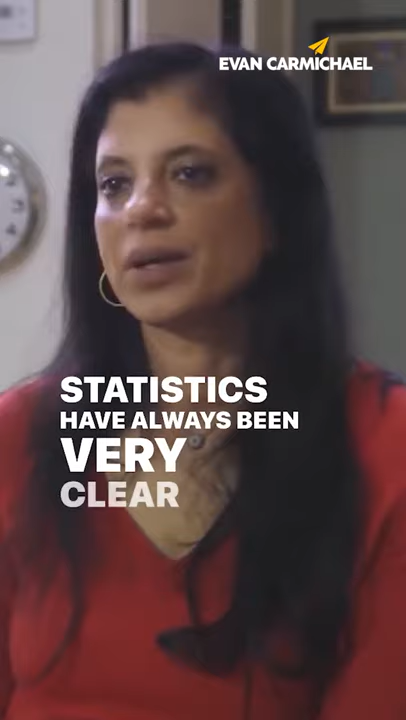 EVAN CARMICHAEL
STATISTICS
HAVE ALWAYS BEEN
VERY
CLEAR